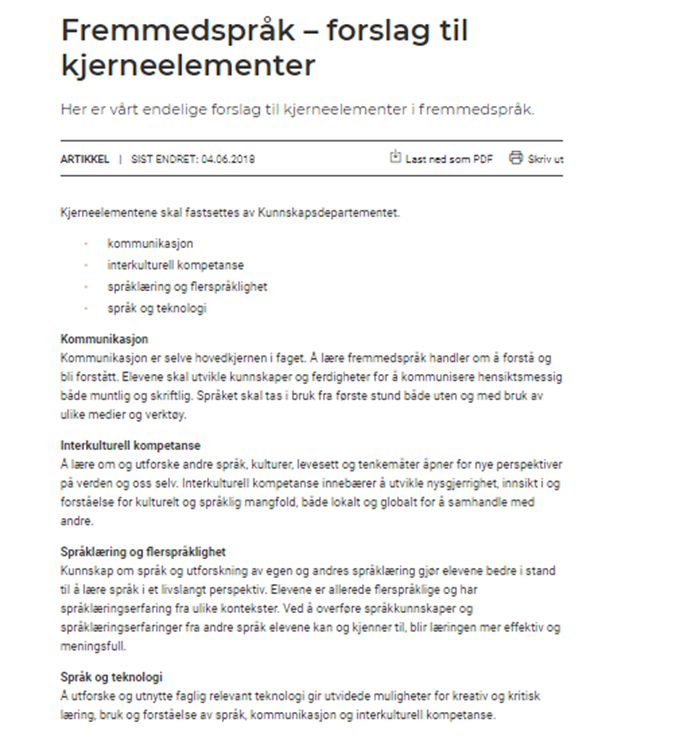 Fremmedspråk – forslag til
kjerneelementer
Her er vårt endelige forslag til kjerneelementer i fremmedspråk.
ARTIKKEL | SIST ENDRET: 04.06.2018 Last ned som PDF Skriv ut
Kjerneelementene skal fastsettes av Kunnskapsdepartementet.
• kommunikasjon
• interkulturell kompetanse
• språklæring og flerspråklighet
• språk og teknologi
Kommunikasjon
Kommunikasjon er selve hovedkjernen i faget. Å lære fremmedspråk handler om å forstå og
bli forstått. Elevene skal utvikle kunnskaper og ferdigheter for å kommunisere hensiktsmessig
både muntlig og skriftlig. Språket skal tas i bruk fra første stund både uten og med bruk av
ulike medier og verktøy.
Interkulturell kompetanse
Å lære om og utforske andre språk, kulturer, levesett og tenkemåter åpner for nye perspektiver
på verden og oss selv. Interkulturell kompetanse innebærer å utvikle nysgjerrighet, innsikt i og
forståelse for kulturelt og språklig mangfold, både lokalt og globalt for å samhandle med
andre.
Språklæring og flerspråklighet
Kunnskap om språk og utforskning av egen og andres språklæring gjør elevene bedre i stand
til å lære språk i et livslangt perspektiv. Elevene er allerede flerspråklige og har
språklæringserfaring fra ulike kontekster. Ved å overføre språkkunnskaper og
språklæringserfaringer fra andre språk elevene kan og kjenner til, blir læringen mer effektiv og
meningsfull.
Språk og teknologi
Å utforske og utnytte faglig relevant teknologi gir utvidede muligheter for kreativ og kritisk
læring, bruk og forståelse av språk, kommunikasjon og interkulturell kompetanse.